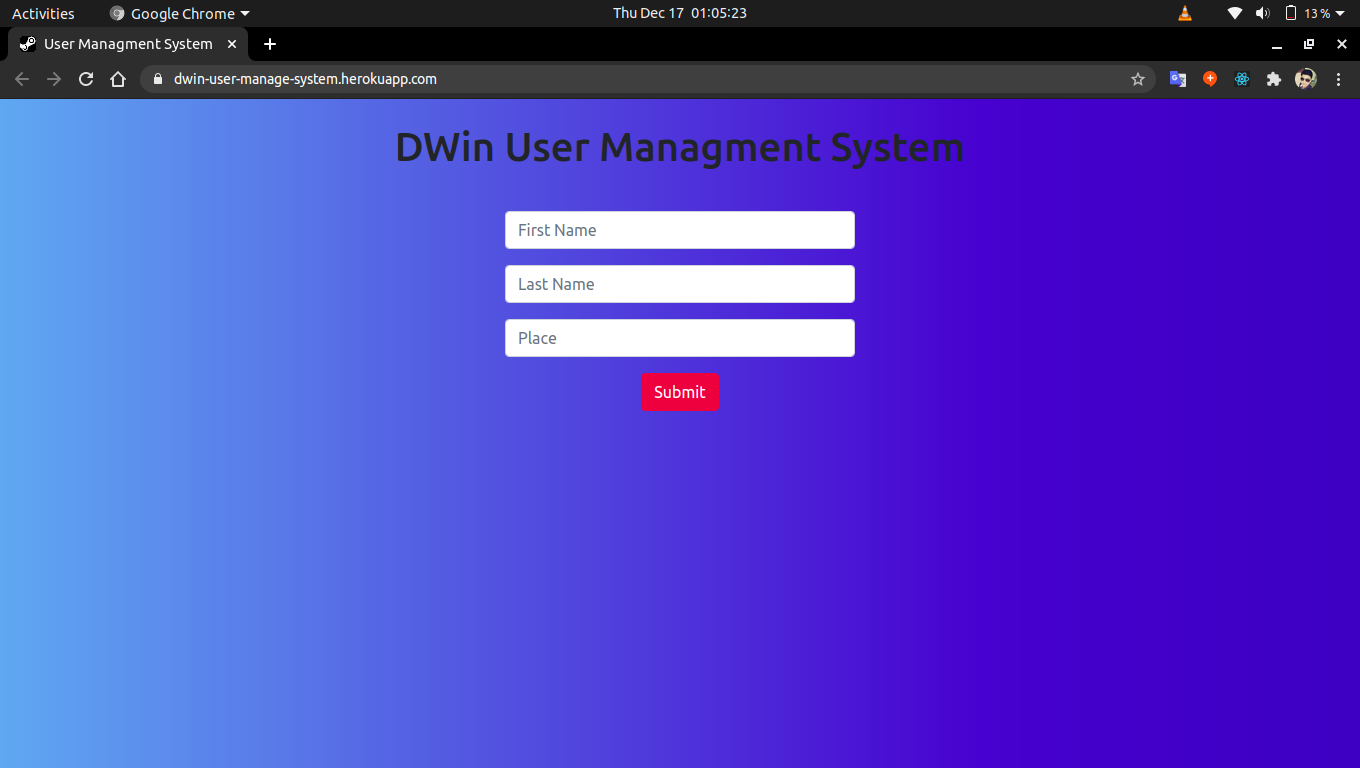 Activities Google Chrome Thu Dec 17 01:05:23 13 %
User Managment System
dwin-user-manage-system.herokuapp.com
DWin User Managment System
First Name
Last Name
Place
Submit